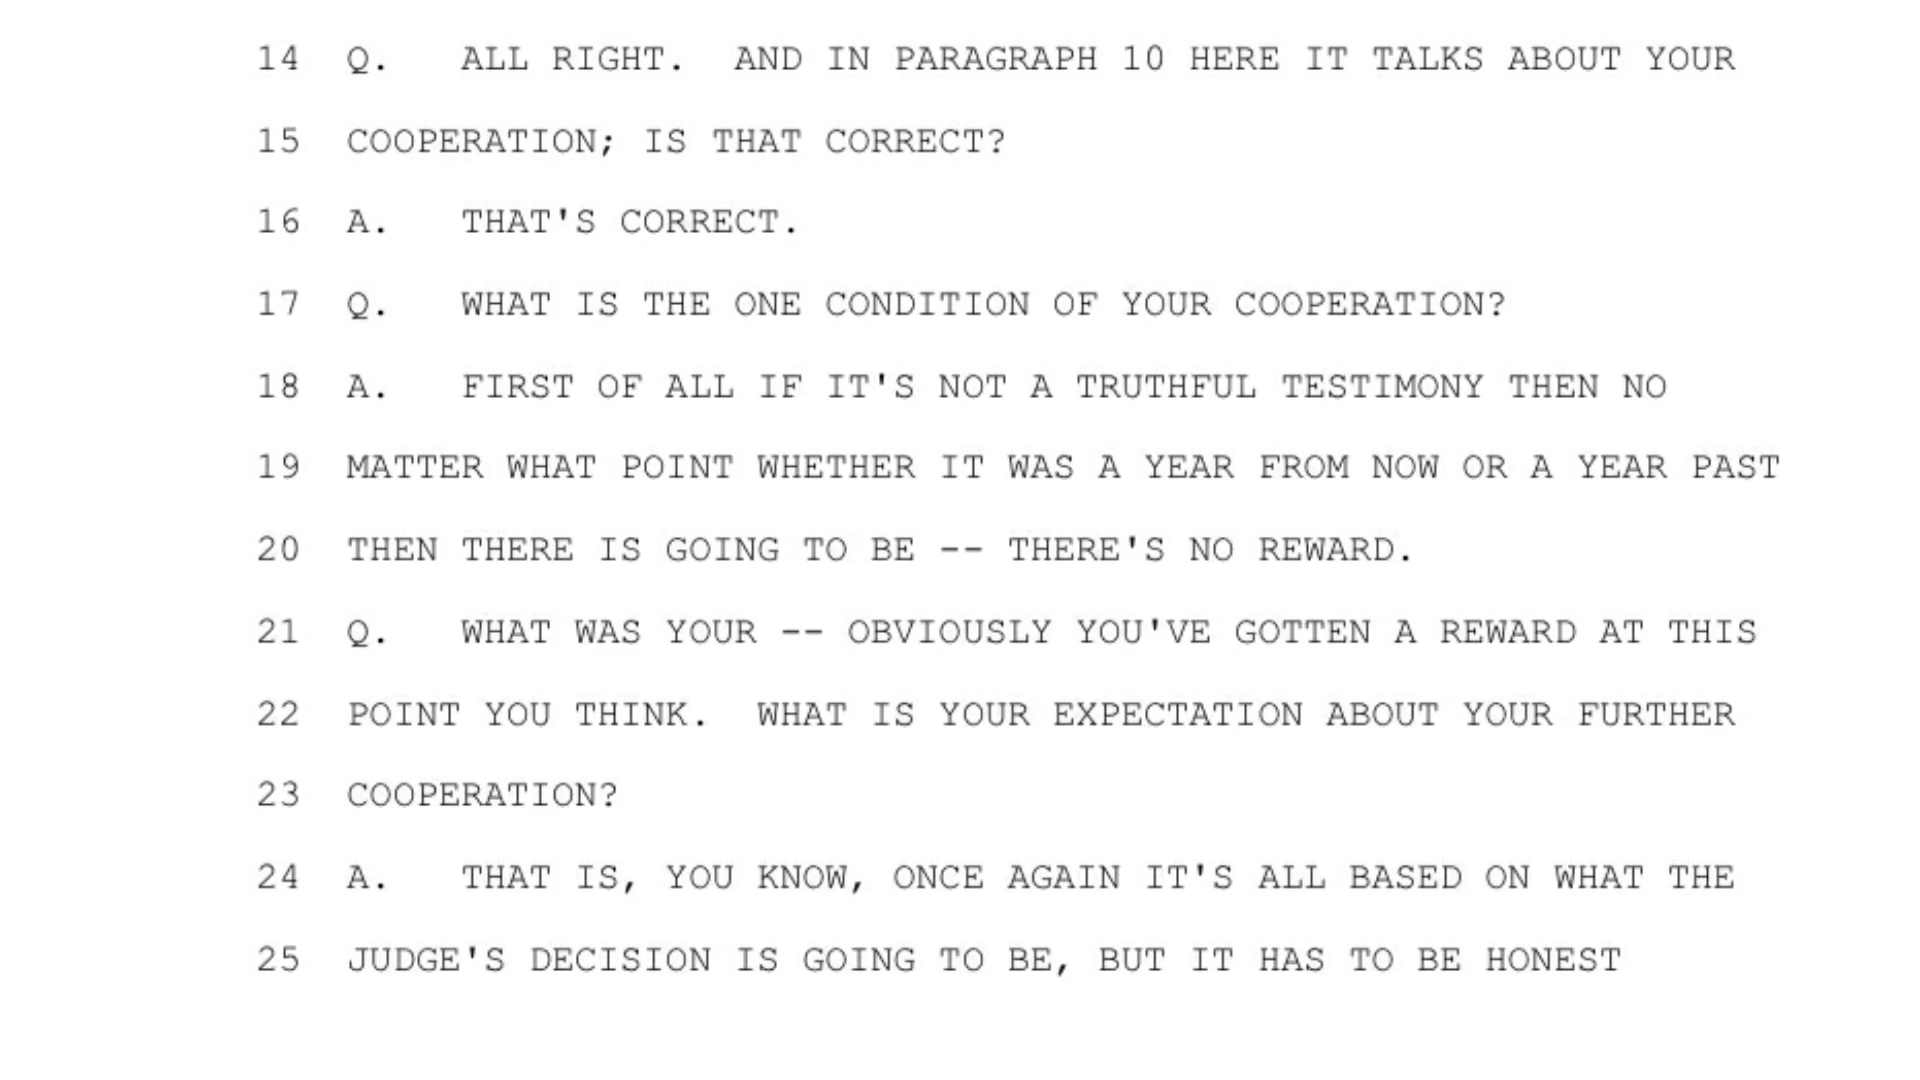 14 Q. ALL RIGHT. AND IN PARAGRAPH 10 HERE IT TALKS ABOUT YOUR
15 COOPERATION; IS THAT CORRECT?
16 A. THAT'S CORRECT.
17 Q. WHAT IS THE ONE CONDITION OF YOUR COOPERATION?
18 A. FIRST OF ALL IF IT'S NOT A TRUTHFUL TESTIMONY THEN NO
19 MATTER WHAT POINT WHETHER IT WAS A YEAR FROM NOW OR A YEAR PAST
20 THEN THERE IS GOING TO BE -- THERE'S NO REWARD.
21 Q. WHAT WAS YOUR -- OBVIOUSLY YOU'VE GOTTEN A REWARD AT THIS
22 POINT YOU THINK. WHAT IS YOUR EXPECTATION ABOUT YOUR FURTHER
23 COOPERATION?
24 A. THAT IS, YOU KNOW, ONCE AGAIN IT'S ALL BASED ON WHAT THE
25 JUDGE'S DECISION IS GOING TO BE, BUT IT HAS TO BE HONEST